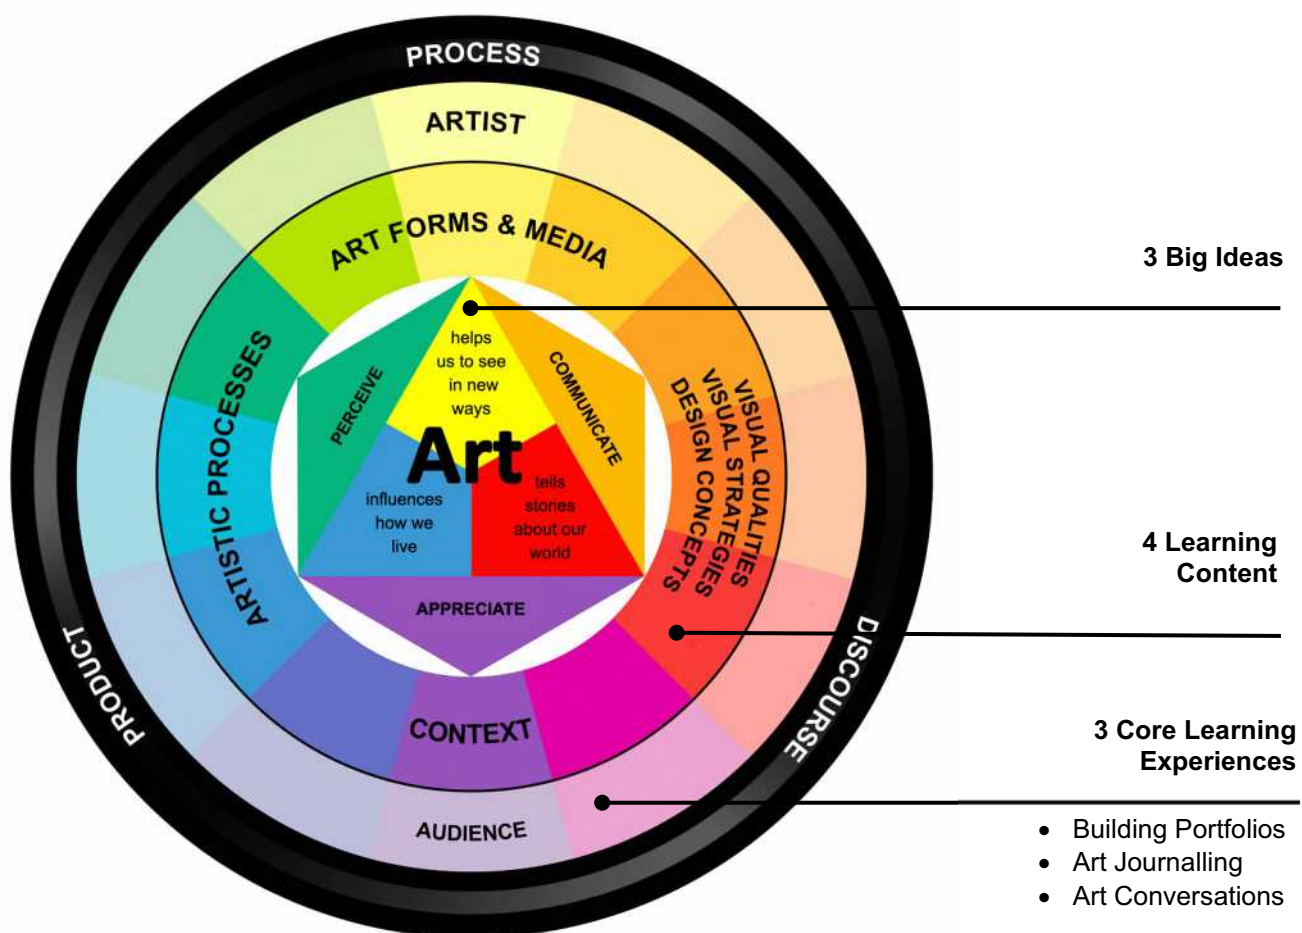 PROCESS
ARTIST
ART FORMS & MEDIA
3 Big Ideas
helps
us to see
in new
ways
PERCEIVE
COMMUNICATE
Art
influences
how we
live
tells
stories
about our
world
APPRECIATE
ARTISTIC PROCESSES
VISUAL QUALITIES
VISUAL STRATEGIES
DESIGN CONCEPTS
4 Learning
Content
CONTEXT
AUDIENCE
PRODUCT
DISCOURSE
3 Core Learning
Experiences
• Building Portfolios
• Art Journalling
• Art Conversations